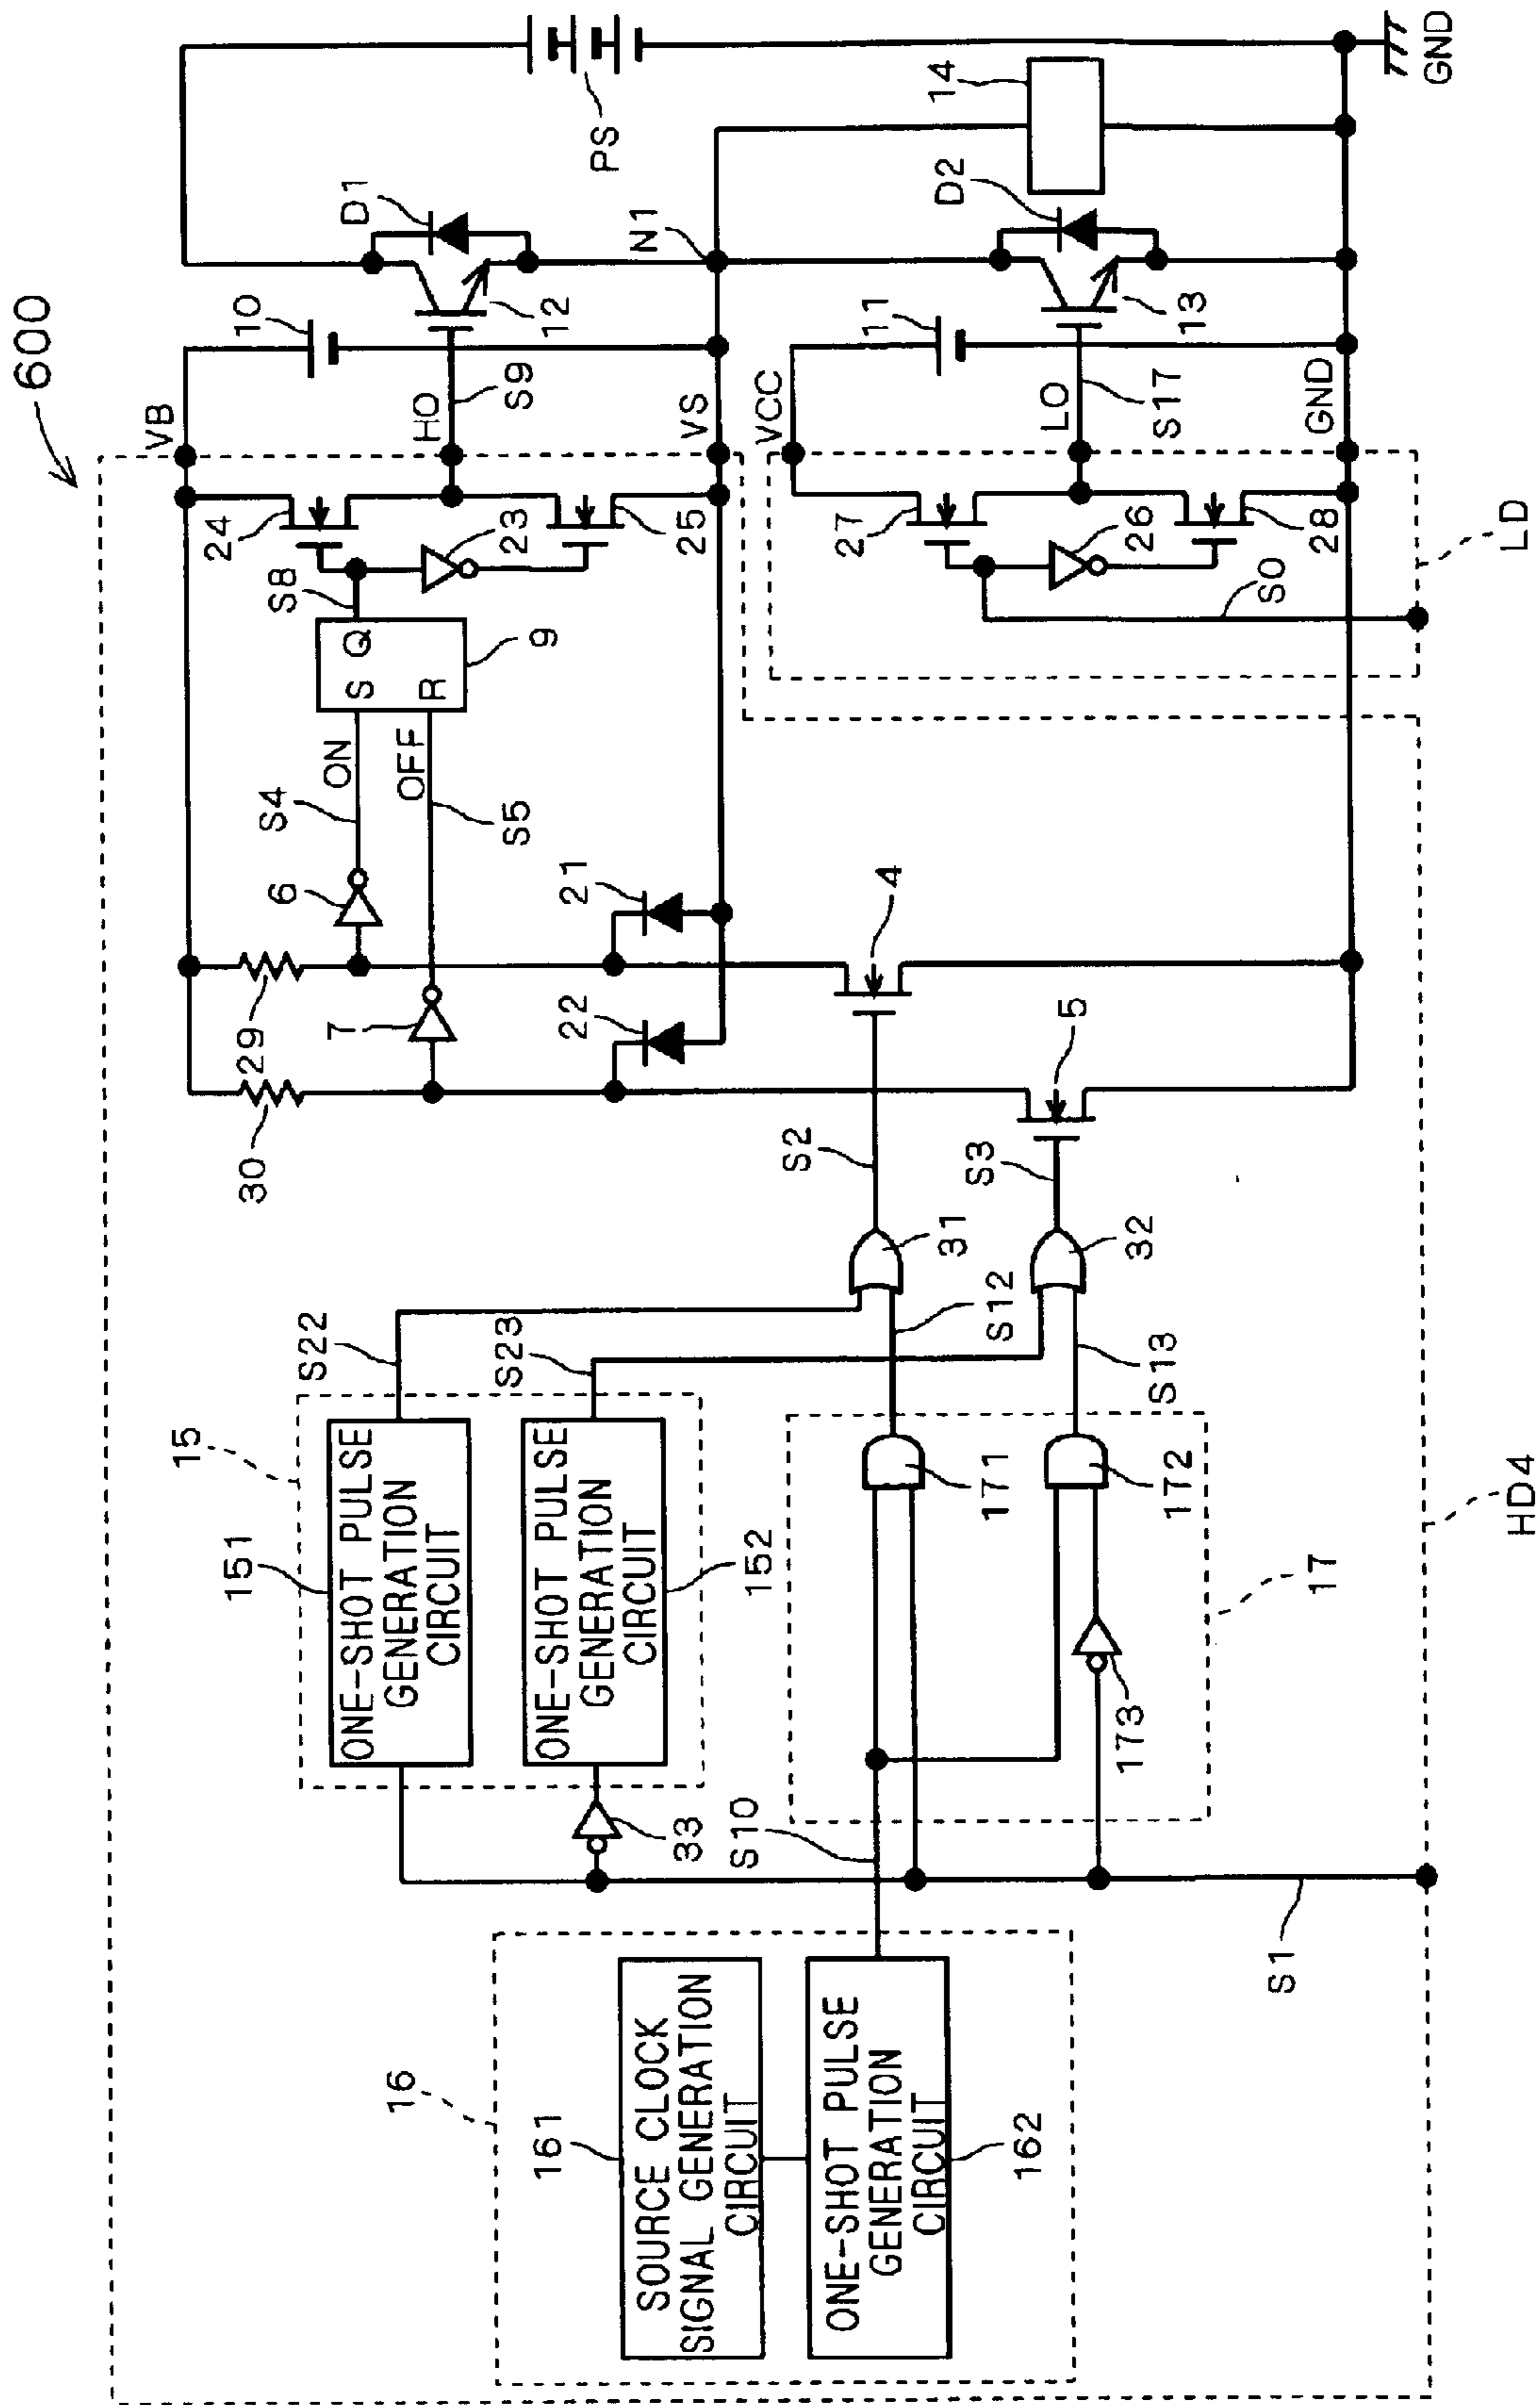 600
VB
10
D1
PS
24
S8
HO
S9
12
N1
23
S
Q
R
9
25
VS
ON
S4
OFF
S5
6
7
29
30
21
22
VCC
11
D2
14
27
LO
S17
13
26
28
GND
GND
S0
LD
4
5
S2
S3
31
32
S22
S23
S12
S13
15
151
ONE-SHOT PULSE
GENERATION
CIRCUIT
ONE-SHOT PULSE
GENERATION
CIRCUIT
152
33
S10
171
172
173
17
HD4
16
161
SOURCE CLOCK
SIGNAL GENERATION
CIRCUIT
ONE-SHOT PULSE
GENERATION
CIRCUIT
162
S1